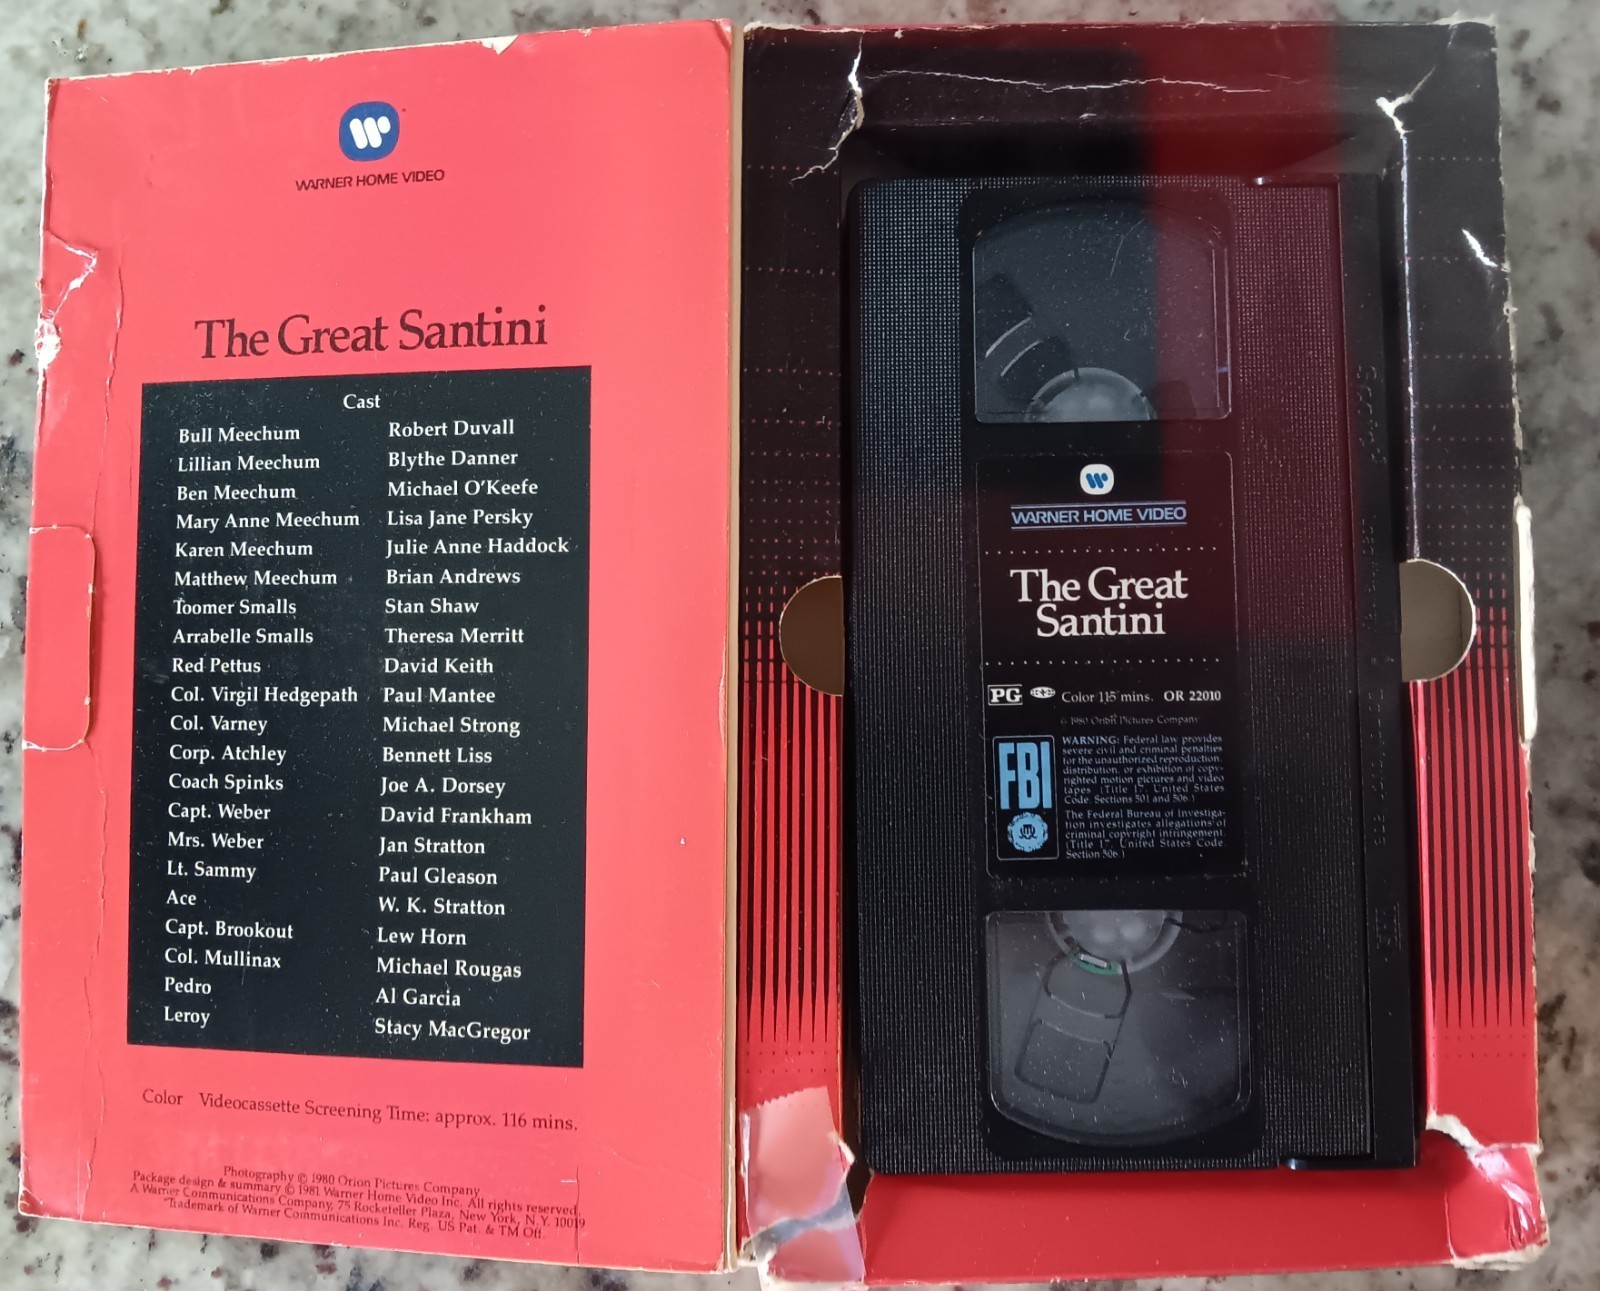 WARNER HOME VIDEO
The Great Santini
Cast
Bull Meechum Robert Duvall
Lillian Meechum Blythe Danner
Ben Meechum Michael O'Keefe
Mary Anne Meechum Lisa Jane Persky
Karen Meechum Julie Anne Haddock
Matthew Meechum Brian Andrews
Toomer Smalls Stan Shaw
Arrabelle Smalls Theresa Merritt
Red Pettus David Keith
Col. Virgil Hedgepath Paul Mantee
Col. Varney Michael Strong
Corp. Atchley Bennett Liss
Coach Spinks Joe A. Dorsey
Capt. Weber David Frankham
Mrs. Weber Jan Stratton
Lt. Sammy Paul Gleason
Ace W. K. Stratton
Capt. Brookout Lew Horn
Col. Mullinax Michael Rougas
Pedro Al Garcia
Leroy Stacy MacGregor
Color Videocassette Screening Time: approx. 116 mins.
Photography © 1980 Orion Pictures Company
Package design & summary © 1981 Warner Home Video Inc. All rights reserved.
A Warner Communications Company, 75 Rockefeller Plaza, New York, N.Y. 10019
*Trademark of Warner Communications Inc. Reg. US Pat. & TM Off.
WARNER HOME VIDEO
The Great
Santini
PG Color 115 mins. OR 22010
© 1980 Orion Pictures Company
FBI
WARNING: Federal law provides
severe civil and criminal penalties
for the unauthorized reproduction,
distribution, or exhibition of copy-
righted motion pictures and video
tapes (Title 17, United States
Code, Sections 501 and 506.)
The Federal Bureau of Investiga-
tion investigates allegations of
criminal copyright infringement
(Title 17, United States Code
Section 506.)